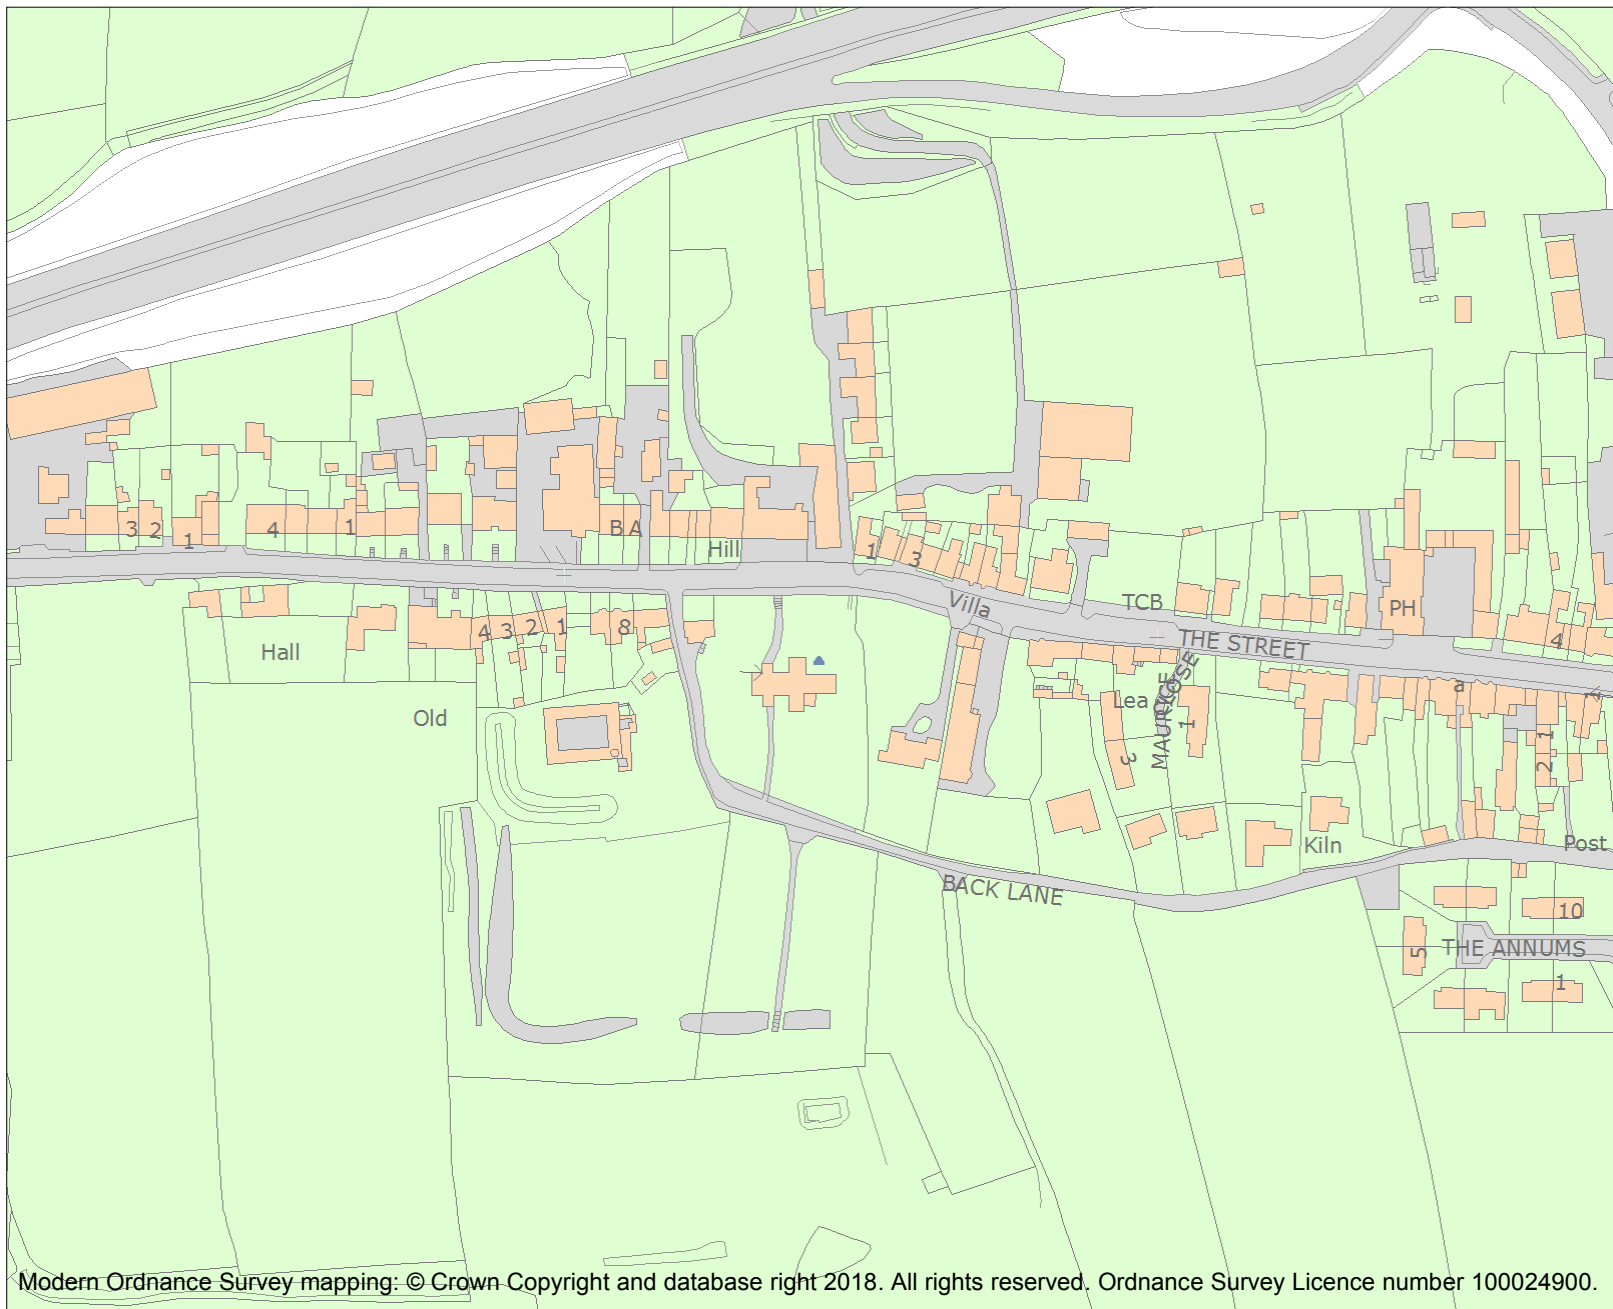 3 2 1 4 1 B A Hill 1 3
Villa TCB PH
THE STREET 4
Hall 4 3 2 1 8
Old Lea MAURICE CLOSE 1 a 7
3 1 2
Kiln Post
BACK LANE 10
5 THE ANNUMS
1
Modern Ordnance Survey mapping: © Crown Copyright and database right 2018. All rights reserved. Ordnance Survey Licence number 100024900.